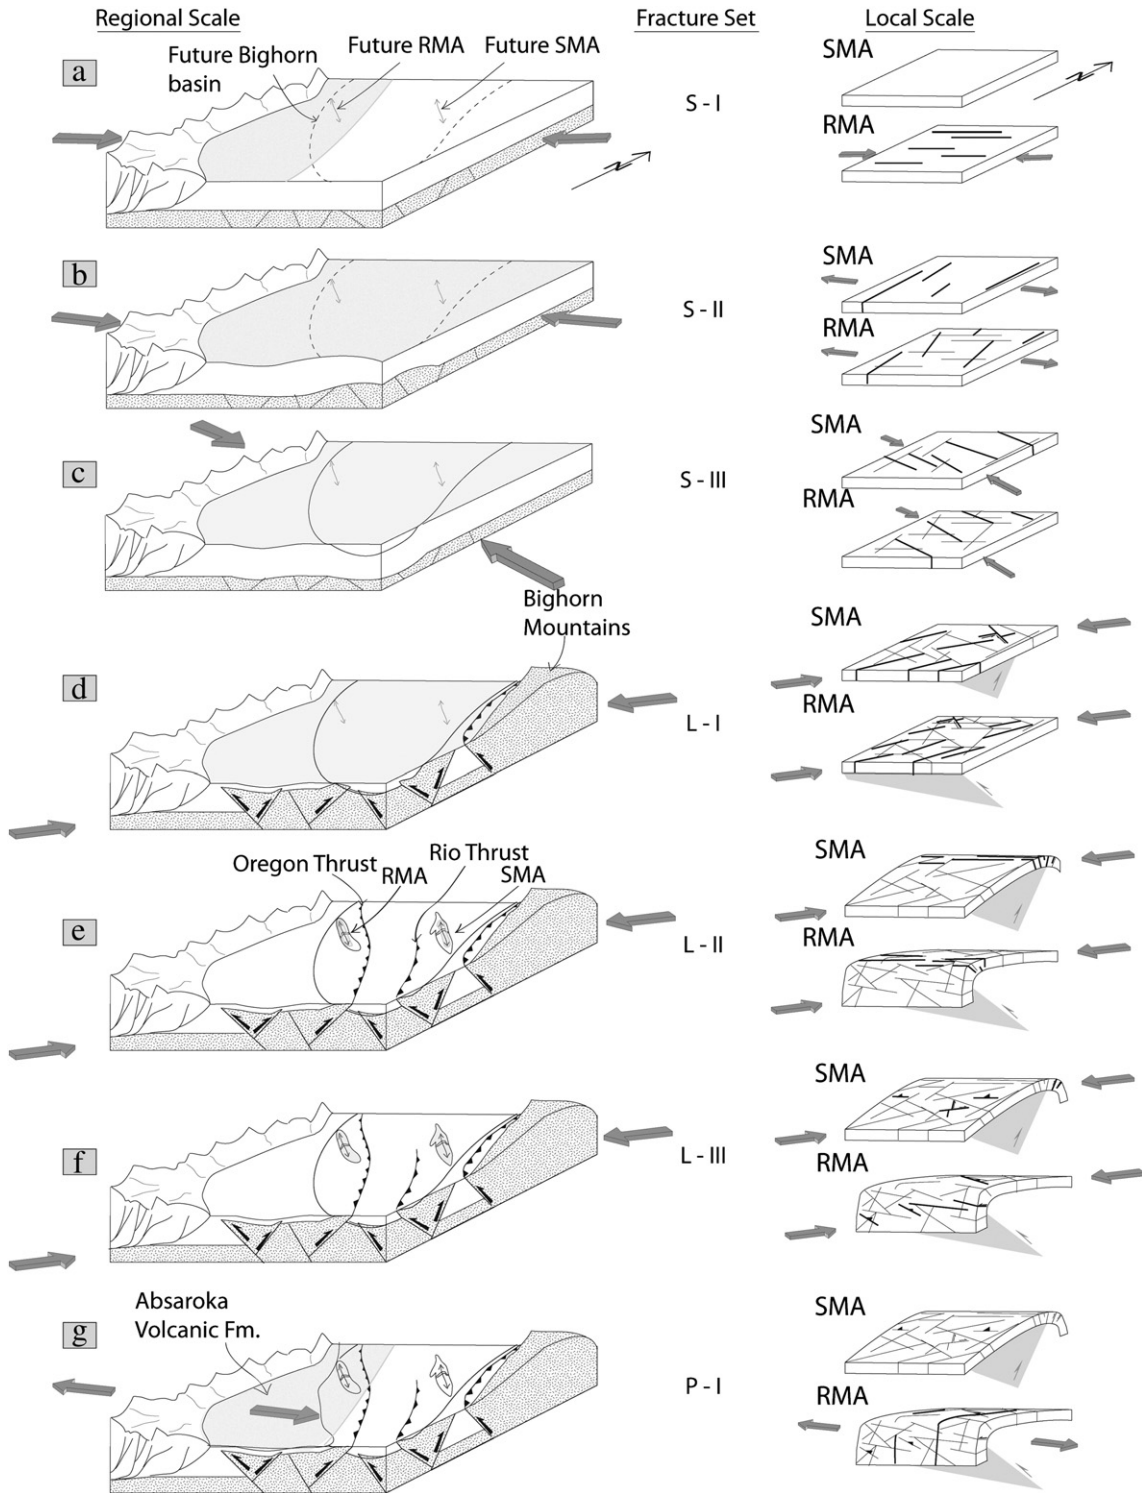 Regional Scale
Fracture Set
Local Scale
a
Future Bighorn
basin
Future RMA
Future SMA
S - I
SMA
N
RMA
N
b
S - II
SMA
RMA
c
S - III
SMA
RMA
Bighorn
Mountains
d
L - I
SMA
RMA
Oregon Thrust
RMA
Rio Thrust
SMA
e
L - II
SMA
RMA
f
L - III
SMA
RMA
Absaroka
Volcanic Fm.
g
P - I
SMA
RMA